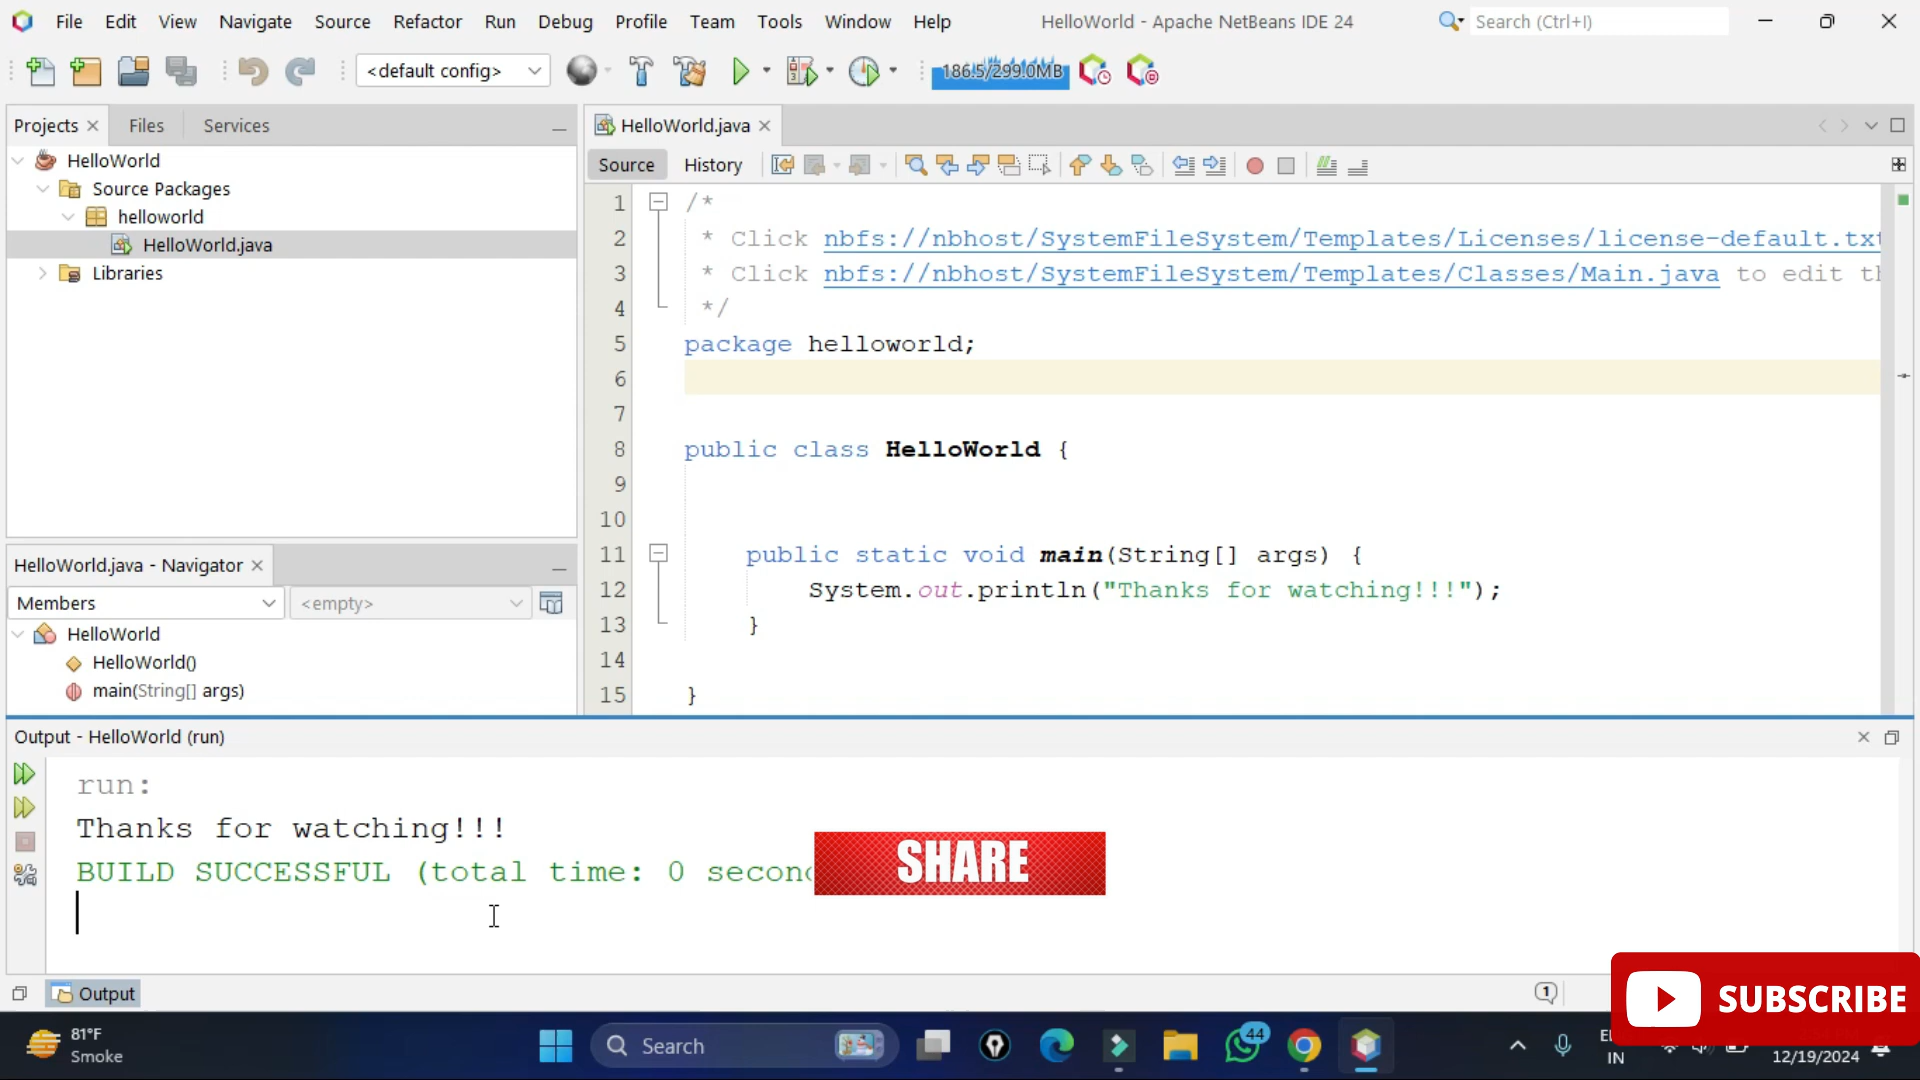 File Edit View Navigate Source Refactor Run Debug Profile Team Tools Window Help HelloWorld - Apache NetBeans IDE 24 Search (Ctrl+I)
<default config> 186.5/299.0MB
Projects Files Services
HelloWorld
Source Packages
helloworld
HelloWorld.java
Libraries
HelloWorld.java - Navigator
Members <empty>
HelloWorld
HelloWorld()
main(String[] args)
HelloWorld.java
Source History
1 /*
2 * Click nbfs://nbhost/SystemFileSystem/Templates/Licenses/license-default.txt
3 * Click nbfs://nbhost/SystemFileSystem/Templates/Classes/Main.java to edit th
4 */
5 package helloworld;
6
7
8 public class HelloWorld {
9
10
11 public static void main(String[] args) {
12 System.out.println("Thanks for watching!!!");
13 }
14
15 }
Output - HelloWorld (run)
run:
Thanks for watching!!!
BUILD SUCCESSFUL (total time: 0 second
SHARE
SUBSCRIBE
Output 1
81°F
Smoke
Search
44
IN
12/19/2024